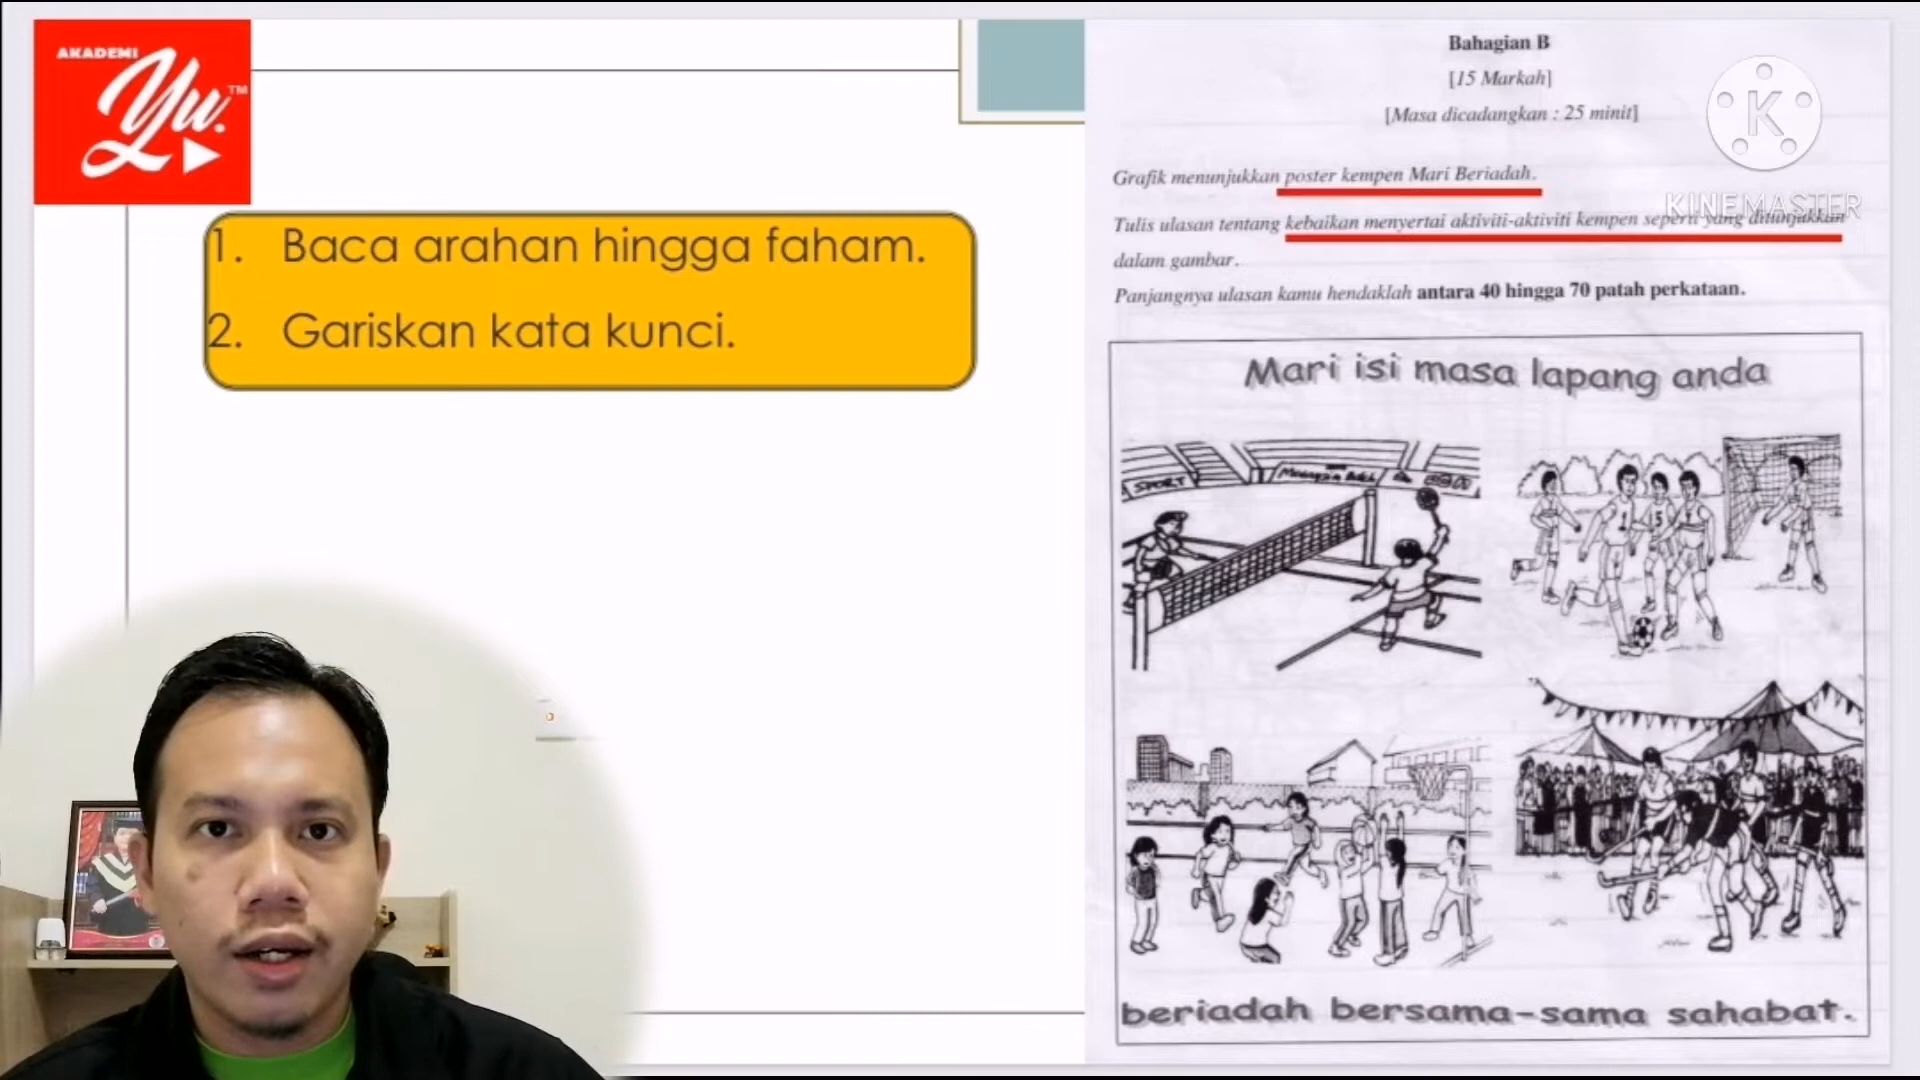 AKADEMI
Yu.™
1. Baca arahan hingga faham.
2. Gariskan kata kunci.
Bahagian B
[15 Markah]
[Masa dicadangkan : 25 minit]
Grafik menunjukkan poster kempen Mari Beriadah.
Tulis ulasan tentang kebaikan menyertai aktiviti-aktiviti kempen seperti yang ditunjukkan
dalam gambar.
Panjangnya ulasan kamu hendaklah antara 40 hingga 70 patah perkataan.
K
KINEMASTER
Mari isi masa lapang anda
SPORT
1
5
beriadah bersama-sama sahabat.